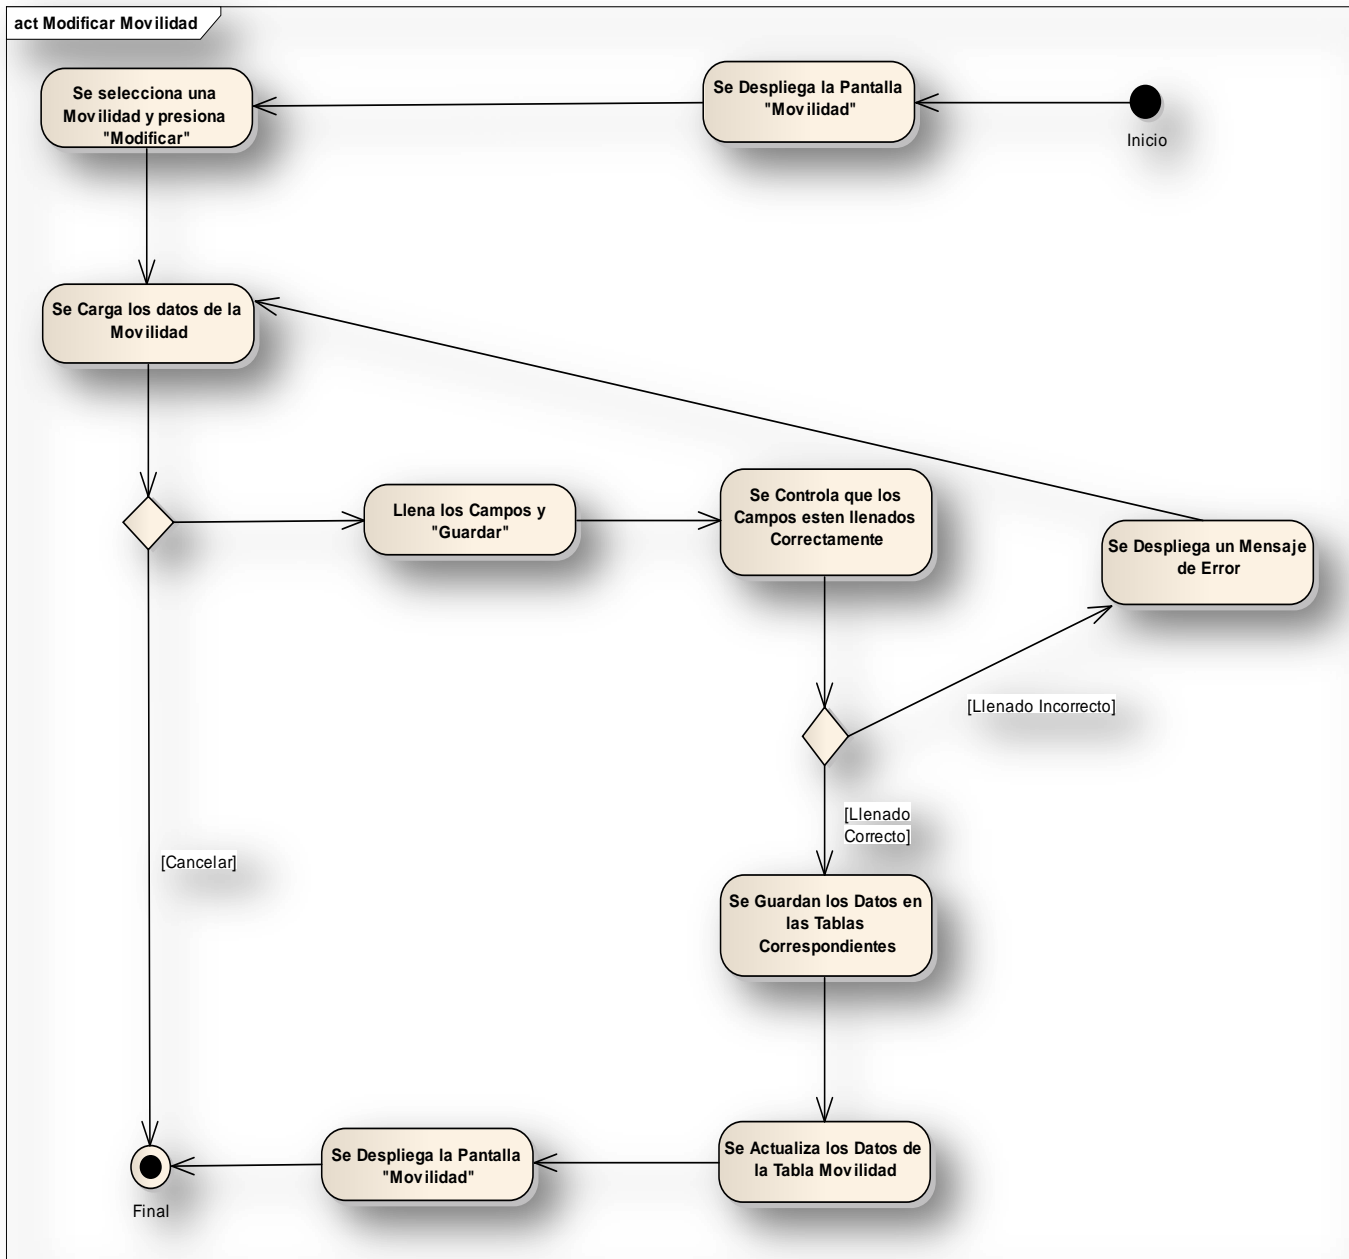 act Modificar Movilidad
Se selecciona una
Movilidad y presiona
"Modificar"
Se Despliega la Pantalla
"Movilidad"
Inicio
Se Carga los datos de la
Movilidad
Llena los Campos y
"Guardar"
Se Controla que los
Campos esten llenados
Correctamente
Se Despliega un Mensaje
de Error
[Llenado Incorrecto]
[Llenado
Correcto]
[Cancelar]
Se Guardan los Datos en
las Tablas
Correspondientes
Se Despliega la Pantalla
"Movilidad"
Se Actualiza los Datos de
la Tabla Movilidad
Final